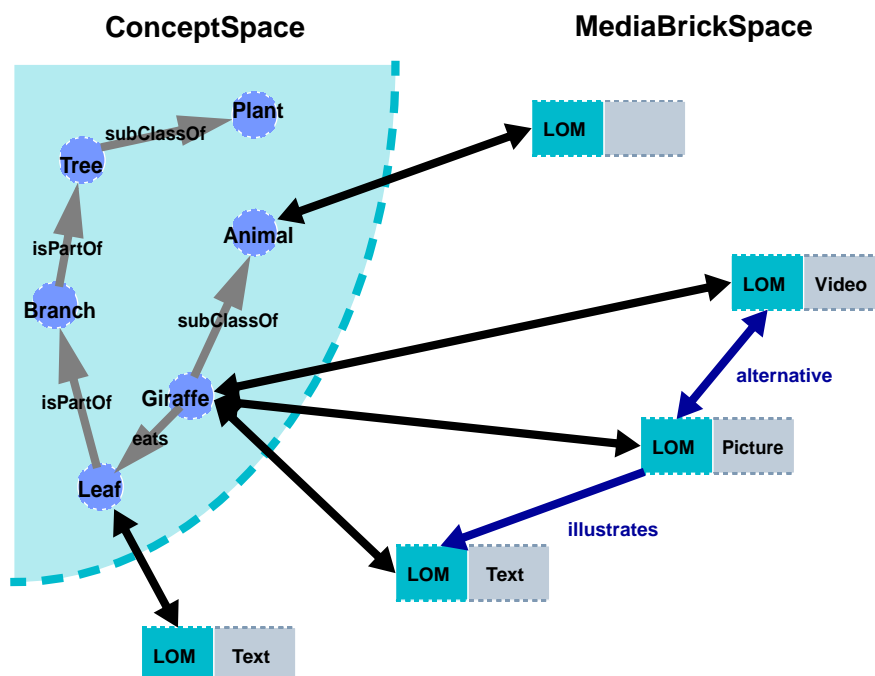 ConceptSpace
MediaBrickSpace
Plant
LOM
subClassOf
Tree
Animal
isPartOf
LOM Video
Branch
subClassOf
alternative
Giraffe
isPartOf
eats
LOM Picture
Leaf
illustrates
LOM Text
LOM Text